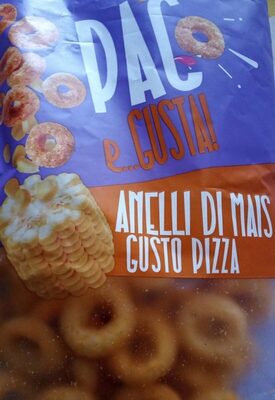 PAC
e...GUSTA!
ANELLI DI MAIS
GUSTO PIZZA